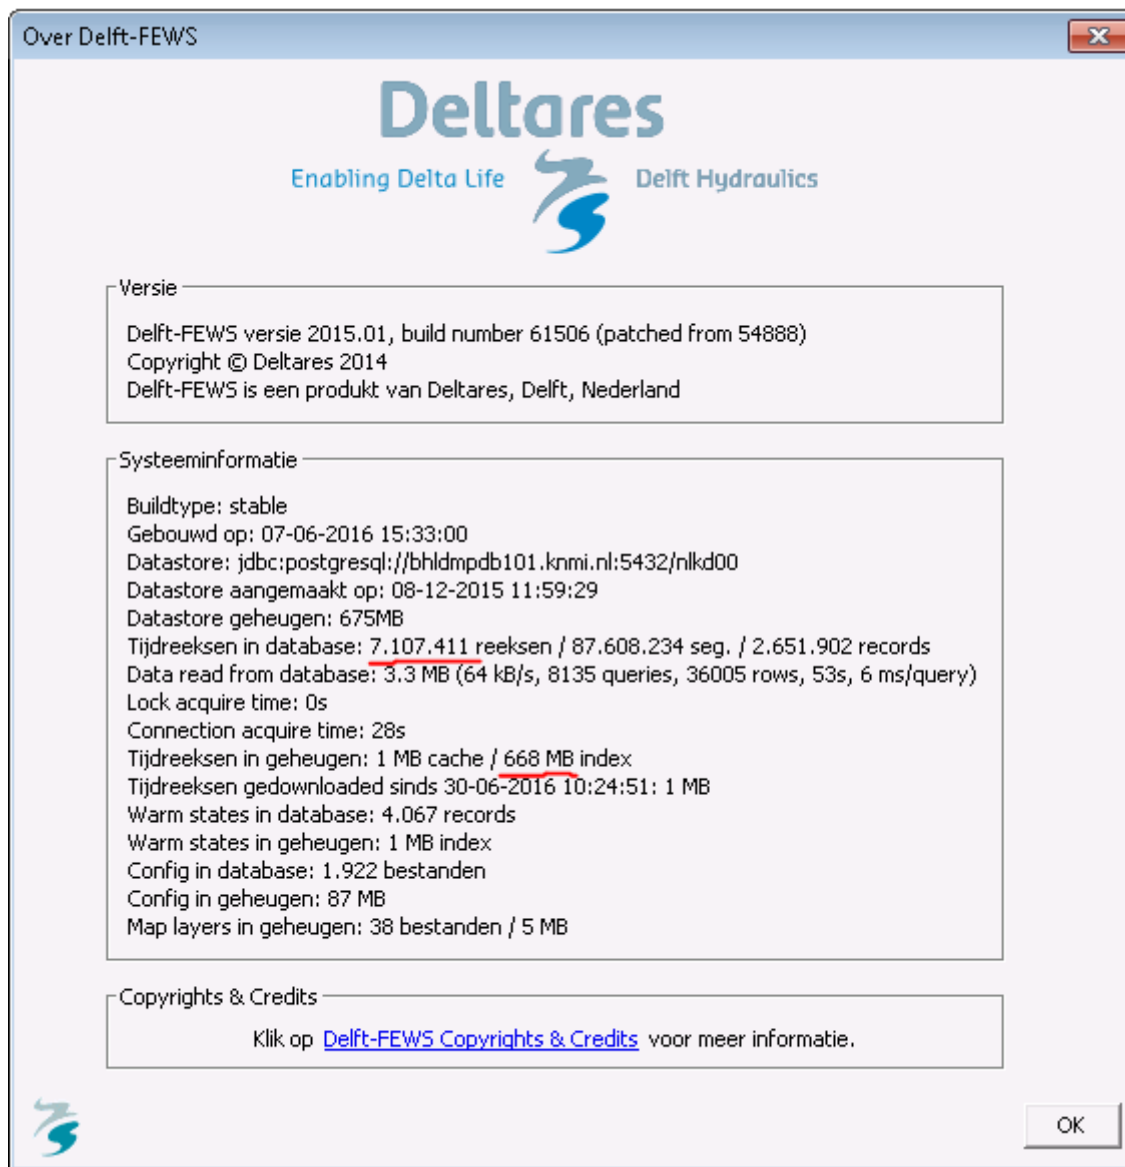 Over Delft-FEWS
Deltares
Enabling Delta Life Delft Hydraulics
Versie
Delft-FEWS versie 2015.01, build number 61506 (patched from 54888)
Copyright © Deltares 2014
Delft-FEWS is een produkt van Deltares, Delft, Nederland
Systeeminformatie
Buildtype: stable
Gebouwd op: 07-06-2016 15:33:00
Datastore: jdbc:postgresql://bhldmpdb101.knmi.nl:5432/nlkd00
Datastore aangemaakt op: 08-12-2015 11:59:29
Datastore geheugen: 675MB
Tijdreeksen in database: 7.107.411 reeksen / 87.608.234 seg. / 2.651.902 records
Data read from database: 3.3 MB (64 kB/s, 8135 queries, 36005 rows, 53s, 6 ms/query)
Lock acquire time: 0s
Connection acquire time: 28s
Tijdreeksen in geheugen: 1 MB cache / 668 MB index
Tijdreeksen gedownloaded sinds 30-06-2016 10:24:51: 1 MB
Warm states in database: 4.067 records
Warm states in geheugen: 1 MB index
Config in database: 1.922 bestanden
Config in geheugen: 87 MB
Map layers in geheugen: 38 bestanden / 5 MB
Copyrights & Credits
Klik op Delft-FEWS Copyrights & Credits voor meer informatie.
OK